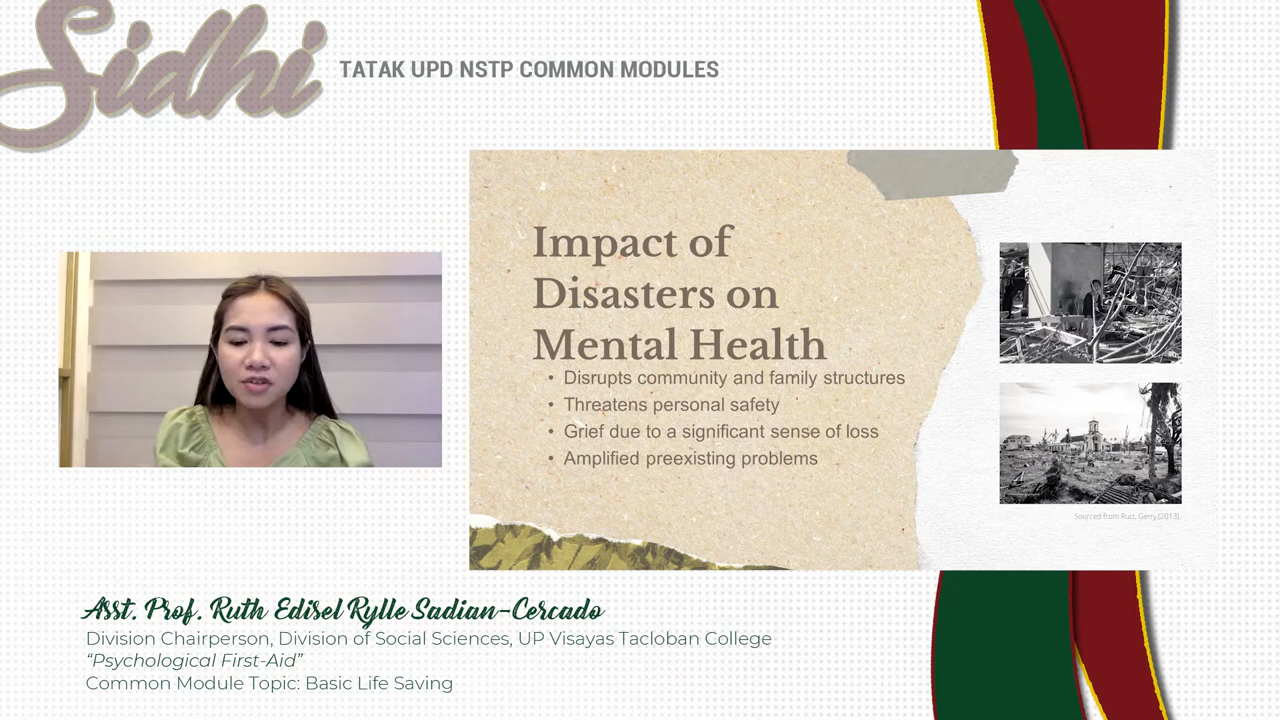 Sidhi
TATAK UPD NSTP COMMON MODULES
Impact of
Disasters on
Mental Health
• Disrupts community and family structures
• Threatens personal safety
• Grief due to a significant sense of loss
• Amplified preexisting problems
Sourced from Ruiz, Gerry.(2013).
Asst. Prof. Ruth Edisel Rylle Sadian-Cercado
Division Chairperson, Division of Social Sciences, UP Visayas Tacloban College
“Psychological First-Aid”
Common Module Topic: Basic Life Saving